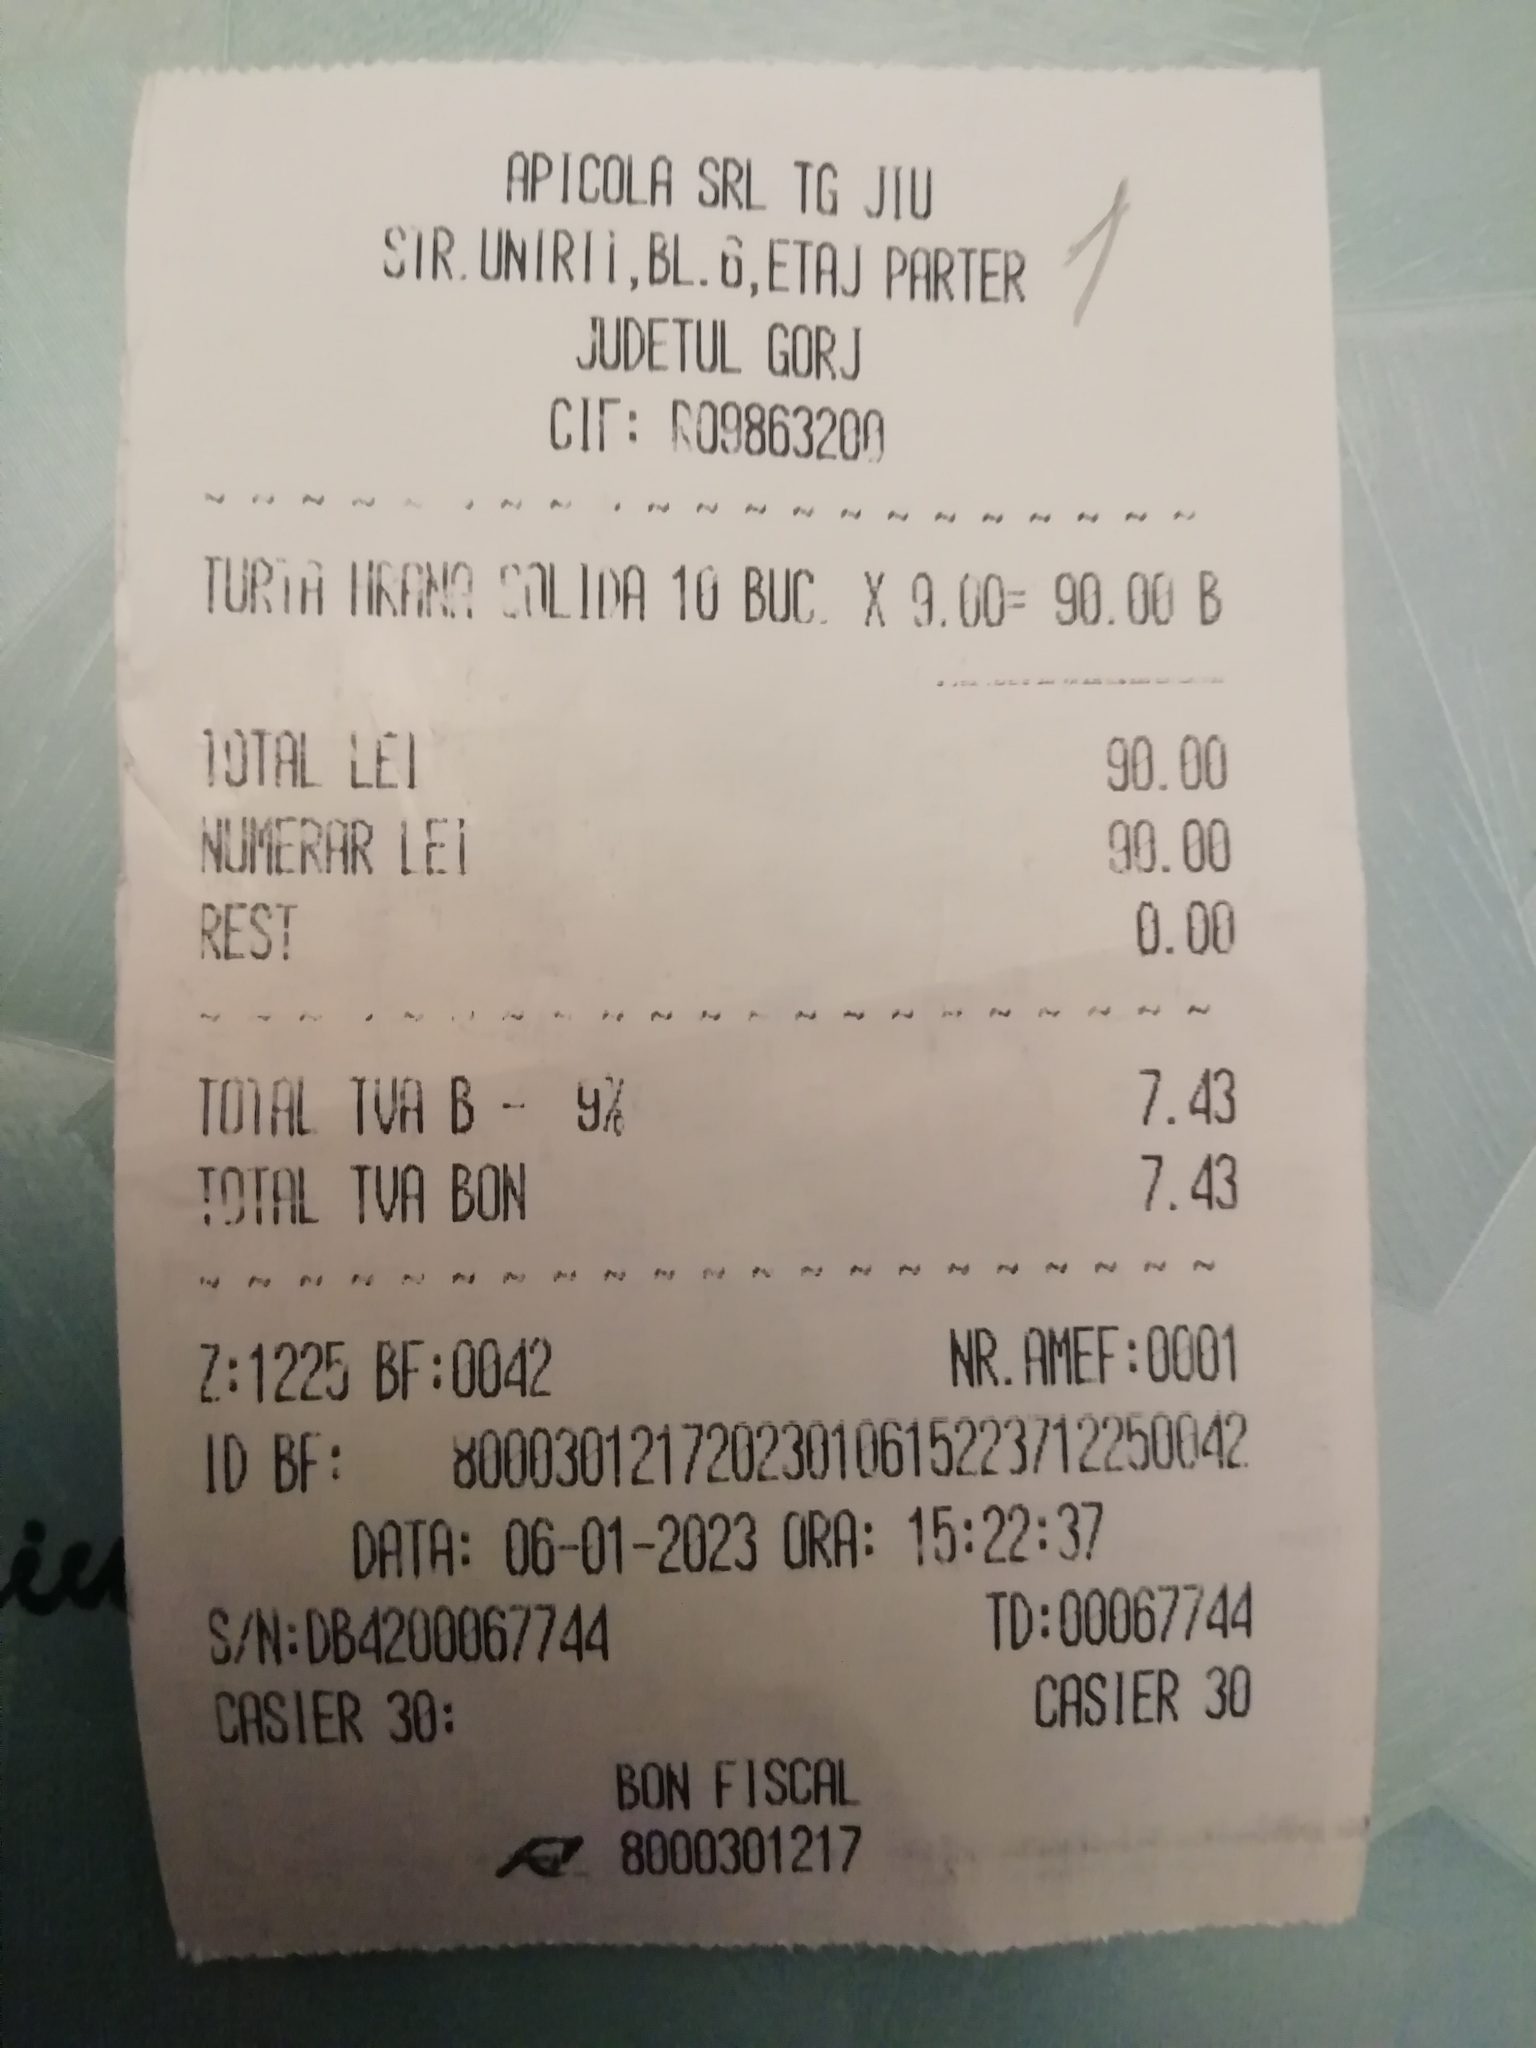 APICOLA SRL TG JIU
1
STR.UNIRII,BL.6,ETAJ PARTER
JUDETUL GORJ
CIF: RO9863200
~ ~ ~ ~ ~ ~ ~ ~ ~ ~ ~ ~ ~ ~ ~ ~ ~ ~ ~ ~ ~
TURTA HRANA SOLIDA 10 BUC. X 9.00= 90.00 B
TOTAL LEI 90.00
NUMERAR LEI 90.00
REST 0.00
~ ~ ~ ~ ~ ~ ~ ~ ~ ~ ~ ~ ~ ~ ~ ~ ~ ~ ~ ~ ~
TOTAL TVA B - 9% 7.43
TOTAL TVA BON 7.43
~ ~ ~ ~ ~ ~ ~ ~ ~ ~ ~ ~ ~ ~ ~ ~ ~ ~ ~ ~ ~
Z:1225 BF:0042 NR.AMEF:0001
ID BF: 80003012172023010615223712250042
DATA: 06-01-2023 ORA: 15:22:37
S/N:DB4200067744 TD:00067744
CASIER 30: CASIER 30
BON FISCAL
8000301217